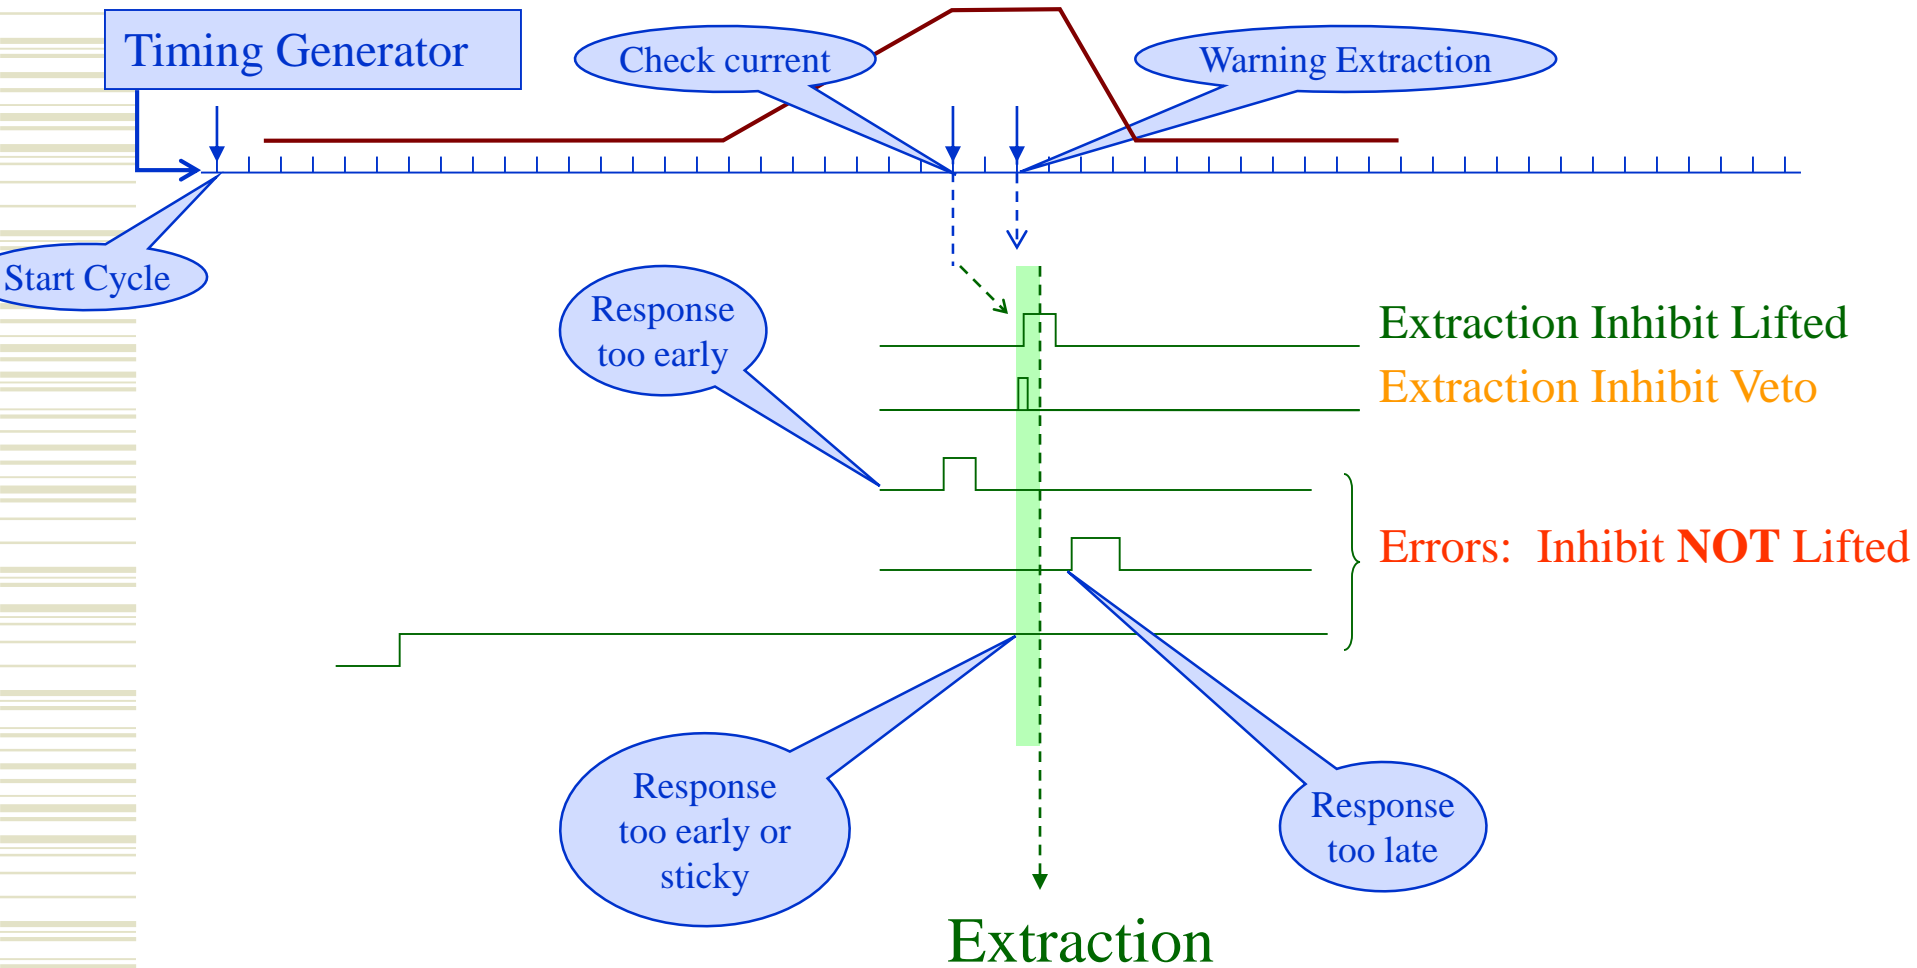 Timing Generator
Check current
Warning Extraction
Start Cycle
Response
too early
Extraction Inhibit Lifted
Extraction Inhibit Veto
Errors: Inhibit NOT Lifted
Response
too early or
sticky
Response
too late
Extraction